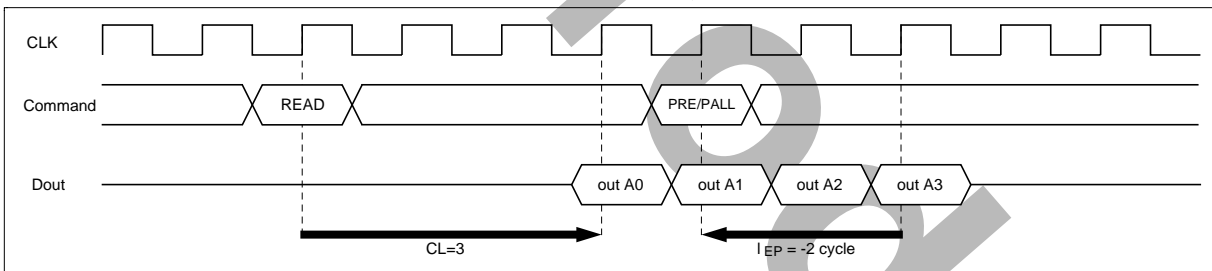 CLK
Command
READ
PRE/PALL
Dout
out A0
out A1
out A2
out A3
CL=3
l EP = -2 cycle